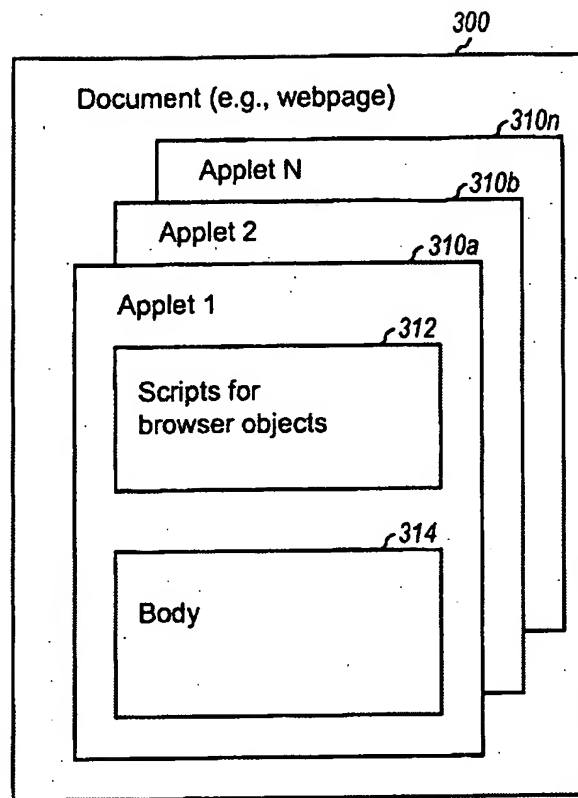 300
Document (e.g., webpage)
310n
Applet N
310b
Applet 2
310a
Applet 1
312
Scripts for
browser objects
314
Body